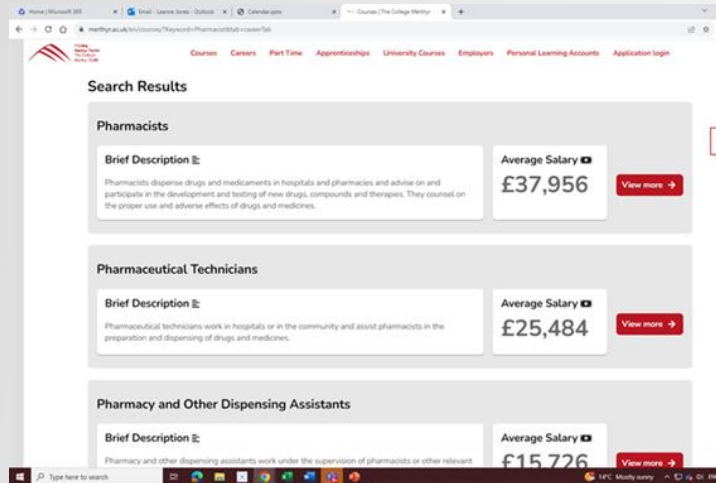 Home | Microsoft 365
Email - Leanne Jones - Outlook
Calendar.pptx
Courses | The College Merthyr
merthyr.ac.uk/en/courses/?Keyword=Pharmacist&tab=careerTab
Y Coleg
Merthyr Tudful
The College
Merthyr Tydfil
Courses Careers Part Time Apprenticeships University Courses Employers Personal Learning Accounts Application login
Search Results
Pharmacists
Brief Description
Pharmacists dispense drugs and medicaments in hospitals and pharmacies and advise on and
participate in the development and testing of new drugs, compounds and therapies. They counsel on
the proper use and adverse effects of drugs and medicines.
Average Salary
£37,956
View more
Pharmaceutical Technicians
Brief Description
Pharmaceutical technicians work in hospitals or in the community and assist pharmacists in the
preparation and dispensing of drugs and medicines.
Average Salary
£25,484
View more
Pharmacy and Other Dispensing Assistants
Brief Description
Pharmacy and other dispensing assistants work under the supervision of pharmacists or other relevant
Average Salary
£15,726
View more
Type here to search
14°C Mostly sunny